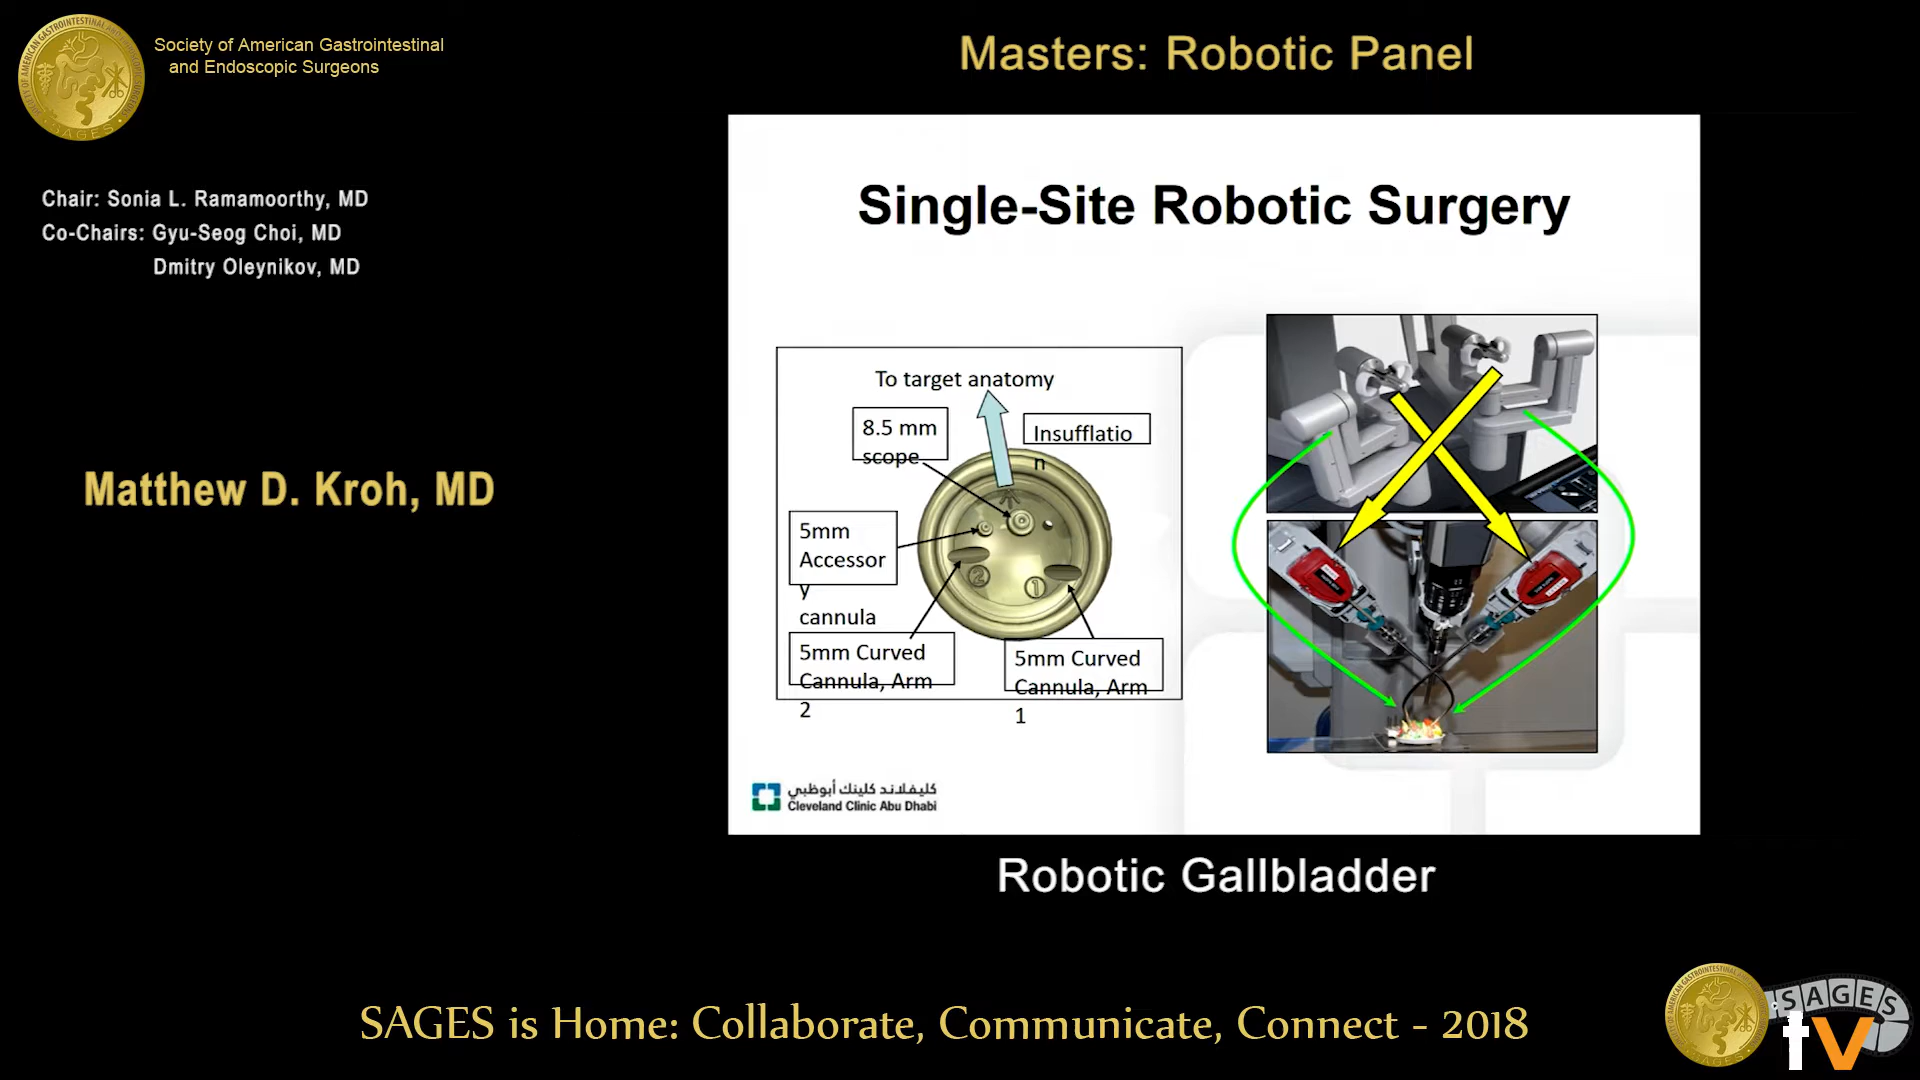 Society of American Gastrointestinal
and Endoscopic Surgeons
Masters: Robotic Panel
Chair: Sonia L. Ramamoorthy, MD
Co-Chairs: Gyu-Seog Choi, MD
Dmitry Oleynikov, MD
Matthew D. Kroh, MD
Single-Site Robotic Surgery
To target anatomy
8.5 mm
scope
Insufflatio
n
5mm
Accessor
y
cannula
5mm Curved
Cannula, Arm
2
5mm Curved
Cannula, Arm
1
2
1
كليفلاند كلينك أبوظبي
Cleveland Clinic Abu Dhabi
Robotic Gallbladder
SAGES is Home: Collaborate, Communicate, Connect - 2018
SAGES
tv
SAGES